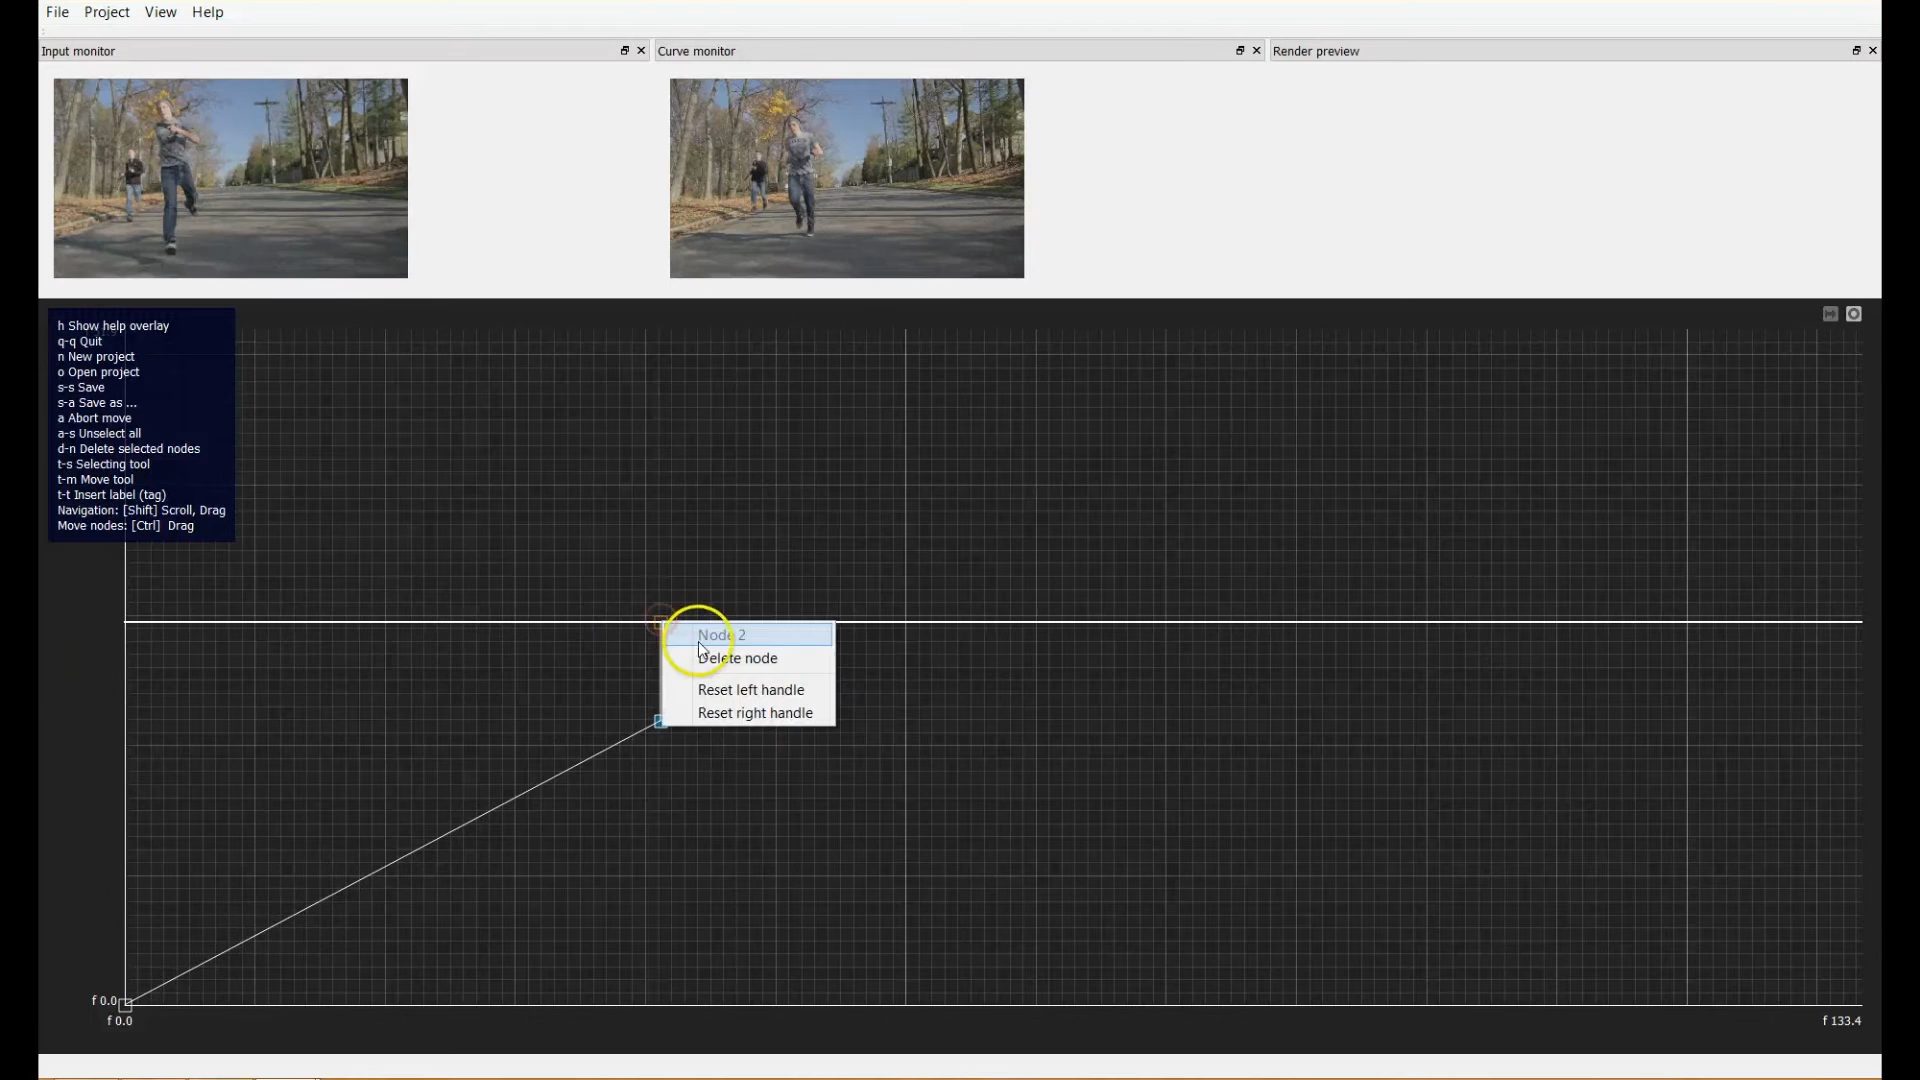 File Project View Help
Input monitor
Curve monitor
Render preview
h Show help overlay
q-q Quit
n New project
o Open project
s-s Save
s-a Save as ...
a Abort move
a-s Unselect all
d-n Delete selected nodes
t-s Selecting tool
t-m Move tool
t-t Insert label (tag)
Navigation: [Shift] Scroll, Drag
Move nodes: [Ctrl] Drag
Node 2
Delete node
Reset left handle
Reset right handle
f 0.0
f 0.0
f 133.4